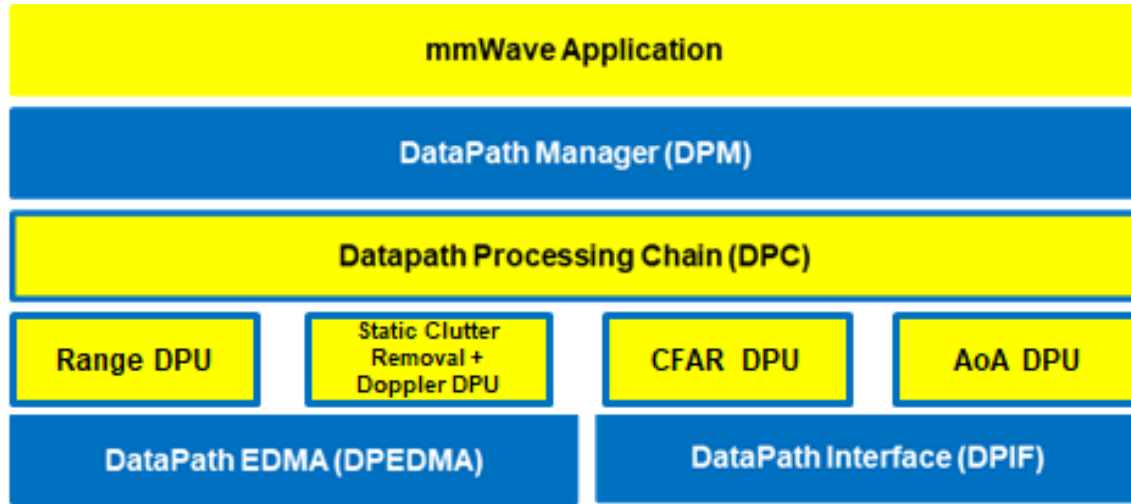 mmWave Application
DataPath Manager (DPM)
Datapath Processing Chain (DPC)
Range DPU
Static Clutter
Removal +
Doppler DPU
CFAR DPU
AoA DPU
DataPath EDMA (DPEDMA)
DataPath Interface (DPIF)